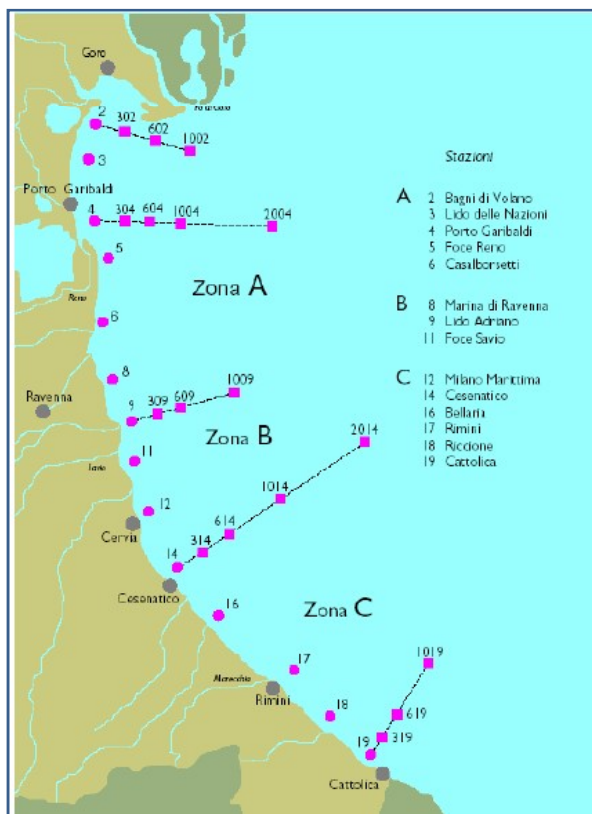 Goro
2
302
602
1002
3
Porto Garibaldi
4
304
604
1004
2004
5
Zona A
6
8
Ravenna
9
309
609
1009
Zona B
11
12
Cervia
14
314
614
1014
2014
Cesenatico
16
Zona C
17
Marecchia
Rimini
18
19
319
619
1019
Cattolica
Stazioni
A 2 Bagni di Volano
3 Lido delle Nazioni
4 Porto Garibaldi
5 Foce Reno
6 Casalborsetti
B 8 Marina di Ravenna
9 Lido Adriano
11 Foce Savio
C 12 Milano Marittima
14 Cesenatico
16 Bellaria
17 Rimini
18 Riccione
19 Cattolica